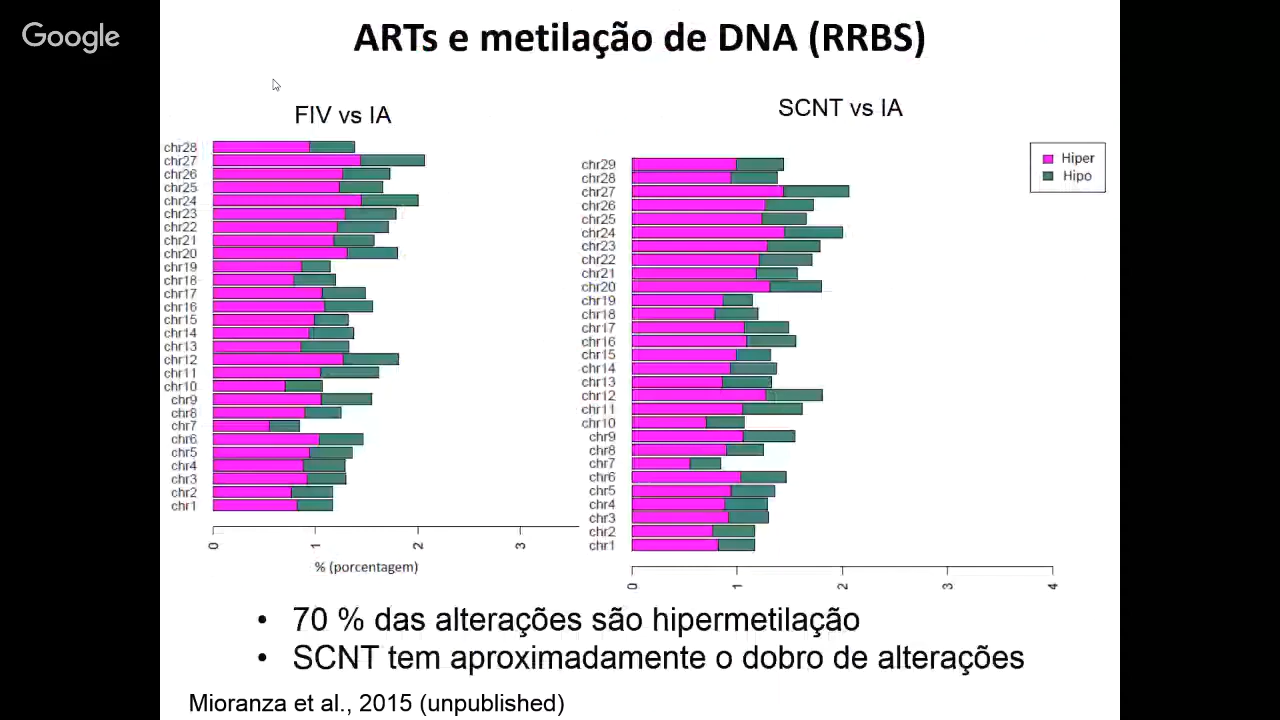 Google
ARTs e metilação de DNA (RRBS)
FIV vs IA
SCNT vs IA
Hiper
Hipo
chr28
chr27
chr26
chr25
chr24
chr23
chr22
chr21
chr20
chr19
chr18
chr17
chr16
chr15
chr14
chr13
chr12
chr11
chr10
chr9
chr8
chr7
chr6
chr5
chr4
chr3
chr2
chr1
0 1 2 3
% (porcentagem)
chr29
chr28
chr27
chr26
chr25
chr24
chr23
chr22
chr21
chr20
chr19
chr18
chr17
chr16
chr15
chr14
chr13
chr12
chr11
chr10
chr9
chr8
chr7
chr6
chr5
chr4
chr3
chr2
chr1
0 1 2 3 4
• 70 % das alterações são hipermetilação
• SCNT tem aproximadamente o dobro de alterações
Mioranza et al., 2015 (unpublished)